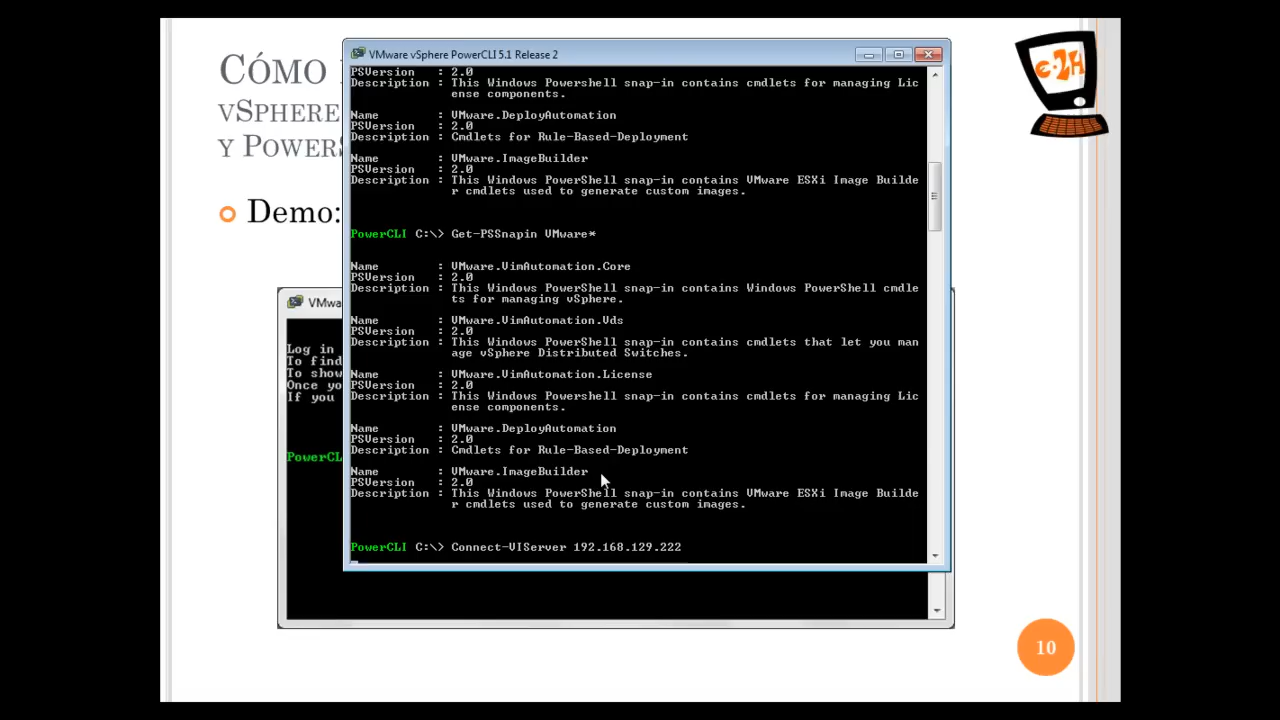 CÓMO
VSPHERE
Y POWERS
Demo:
e-2H
VMwa
Log in
To find
To show
Once yo
If you
PowerCL
VMware vSphere PowerCLI 5.1 Release 2
PSVersion : 2.0
Description : This Windows Powershell snap-in contains cmdlets for managing Lic
ense components.
Name : VMware.DeployAutomation
PSVersion : 2.0
Description : Cmdlets for Rule-Based-Deployment
Name : VMware.ImageBuilder
PSVersion : 2.0
Description : This Windows PowerShell snap-in contains VMware ESXi Image Builde
r cmdlets used to generate custom images.
PowerCLI C:\> Get-PSSnapin VMware*
Name : VMware.VimAutomation.Core
PSVersion : 2.0
Description : This Windows PowerShell snap-in contains Windows PowerShell cmdle
ts for managing vSphere.
Name : VMware.VimAutomation.Vds
PSVersion : 2.0
Description : This Windows PowerShell snap-in contains cmdlets that let you man
age vSphere Distributed Switches.
Name : VMware.VimAutomation.License
PSVersion : 2.0
Description : This Windows Powershell snap-in contains cmdlets for managing Lic
ense components.
Name : VMware.DeployAutomation
PSVersion : 2.0
Description : Cmdlets for Rule-Based-Deployment
Name : VMware.ImageBuilder
PSVersion : 2.0
Description : This Windows PowerShell snap-in contains VMware ESXi Image Builde
r cmdlets used to generate custom images.
PowerCLI C:\> Connect-VIServer 192.168.129.222
10